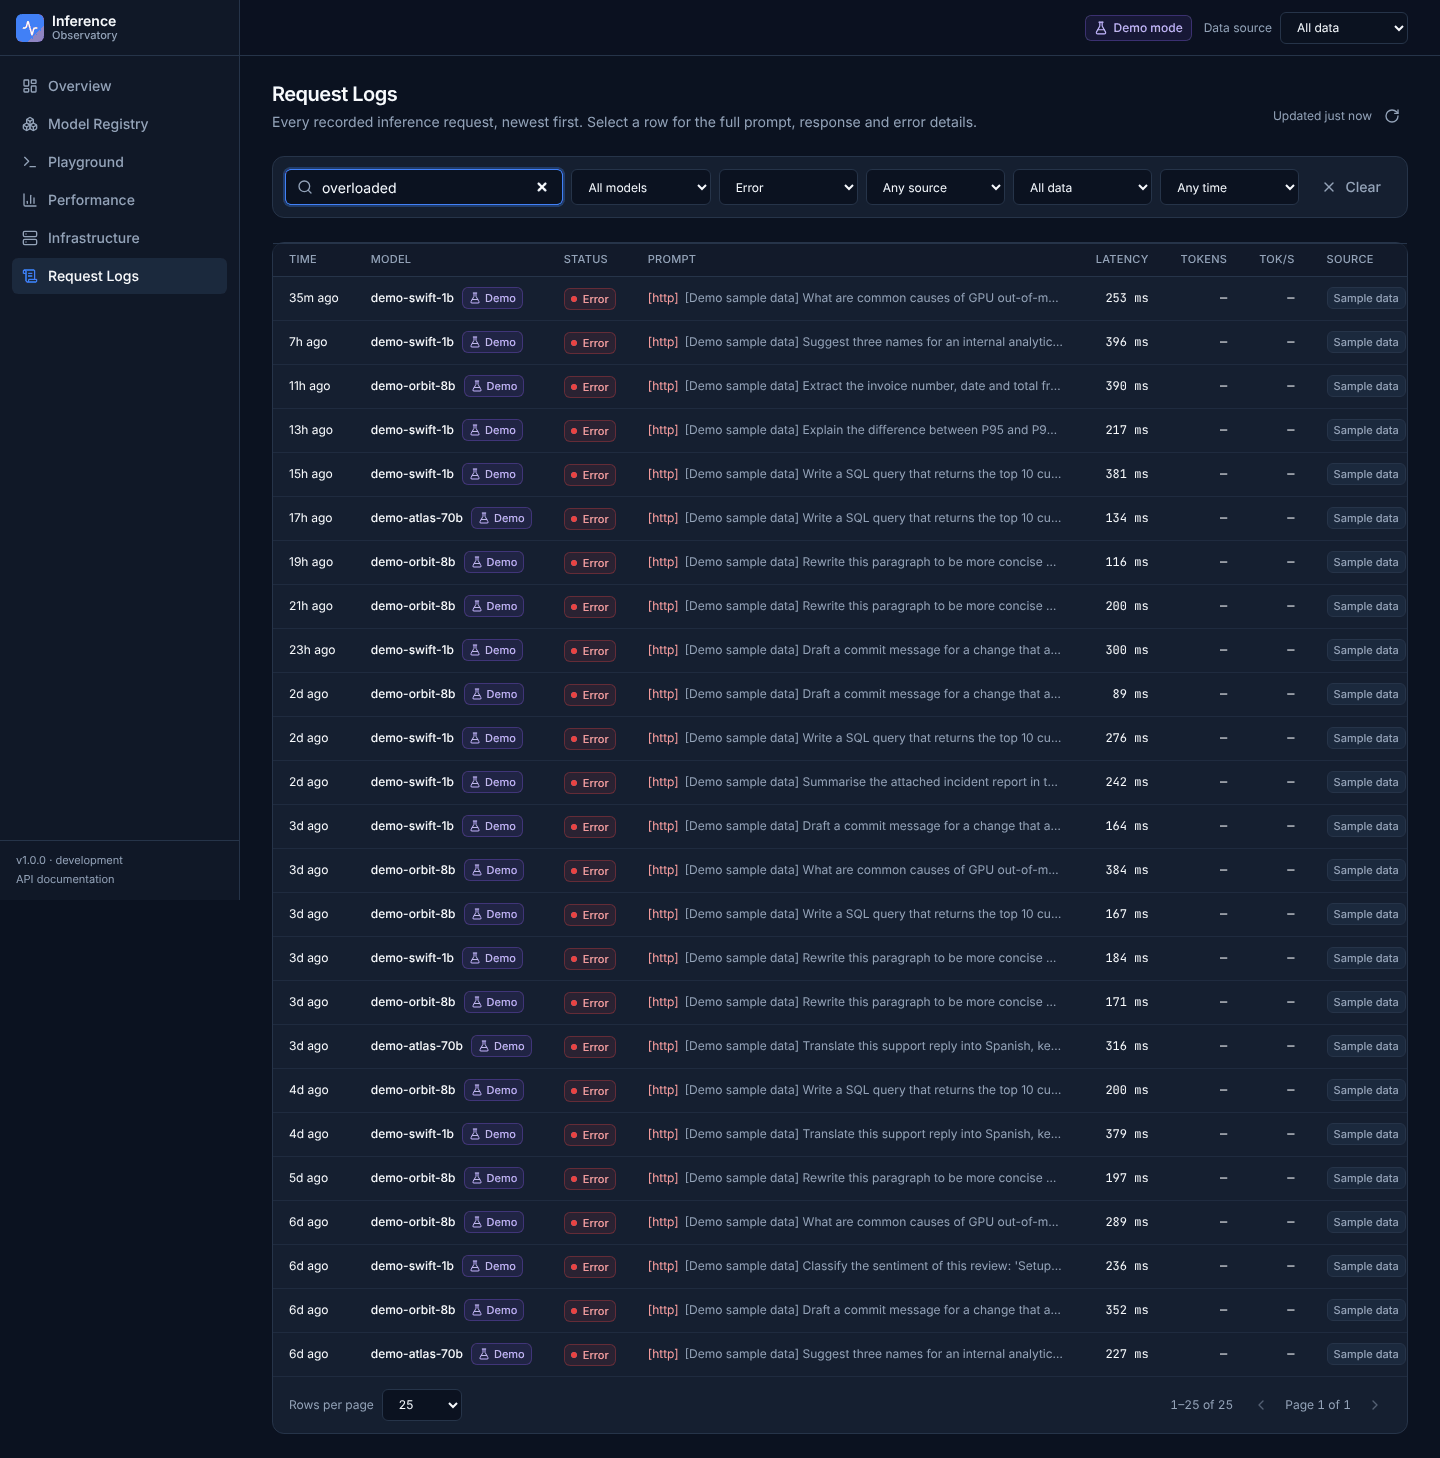 Inference
Observatory
Demo mode Data source All data
Overview
Model Registry
Playground
Performance
Infrastructure
Request Logs
v1.0.0 · development
API documentation
Request Logs
Every recorded inference request, newest first. Select a row for the full prompt, response and error details.
Updated just now
overloaded All models Error Any source All data Any time Clear
TIME MODEL STATUS PROMPT LATENCY TOKENS TOK/S SOURCE
35m ago demo-swift-1b Demo Error [http] [Demo sample data] What are common causes of GPU out-of-m... 253 ms – – Sample data
7h ago demo-swift-1b Demo Error [http] [Demo sample data] Suggest three names for an internal analytic... 396 ms – – Sample data
11h ago demo-orbit-8b Demo Error [http] [Demo sample data] Extract the invoice number, date and total fr... 390 ms – – Sample data
13h ago demo-swift-1b Demo Error [http] [Demo sample data] Explain the difference between P95 and P9... 217 ms – – Sample data
15h ago demo-swift-1b Demo Error [http] [Demo sample data] Write a SQL query that returns the top 10 cu... 381 ms – – Sample data
17h ago demo-atlas-70b Demo Error [http] [Demo sample data] Write a SQL query that returns the top 10 cu... 134 ms – – Sample data
19h ago demo-orbit-8b Demo Error [http] [Demo sample data] Rewrite this paragraph to be more concise ... 116 ms – – Sample data
21h ago demo-orbit-8b Demo Error [http] [Demo sample data] Rewrite this paragraph to be more concise ... 200 ms – – Sample data
23h ago demo-swift-1b Demo Error [http] [Demo sample data] Draft a commit message for a change that a... 300 ms – – Sample data
2d ago demo-orbit-8b Demo Error [http] [Demo sample data] Draft a commit message for a change that a... 89 ms – – Sample data
2d ago demo-swift-1b Demo Error [http] [Demo sample data] Write a SQL query that returns the top 10 cu... 276 ms – – Sample data
2d ago demo-swift-1b Demo Error [http] [Demo sample data] Summarise the attached incident report in t... 242 ms – – Sample data
3d ago demo-swift-1b Demo Error [http] [Demo sample data] Draft a commit message for a change that a... 164 ms – – Sample data
3d ago demo-orbit-8b Demo Error [http] [Demo sample data] What are common causes of GPU out-of-m... 384 ms – – Sample data
3d ago demo-orbit-8b Demo Error [http] [Demo sample data] Write a SQL query that returns the top 10 cu... 167 ms – – Sample data
3d ago demo-swift-1b Demo Error [http] [Demo sample data] Rewrite this paragraph to be more concise ... 184 ms – – Sample data
3d ago demo-orbit-8b Demo Error [http] [Demo sample data] Rewrite this paragraph to be more concise ... 171 ms – – Sample data
3d ago demo-atlas-70b Demo Error [http] [Demo sample data] Translate this support reply into Spanish, ke... 316 ms – – Sample data
4d ago demo-orbit-8b Demo Error [http] [Demo sample data] Write a SQL query that returns the top 10 cu... 200 ms – – Sample data
4d ago demo-swift-1b Demo Error [http] [Demo sample data] Translate this support reply into Spanish, ke... 379 ms – – Sample data
5d ago demo-orbit-8b Demo Error [http] [Demo sample data] Rewrite this paragraph to be more concise ... 197 ms – – Sample data
6d ago demo-orbit-8b Demo Error [http] [Demo sample data] What are common causes of GPU out-of-m... 289 ms – – Sample data
6d ago demo-swift-1b Demo Error [http] [Demo sample data] Classify the sentiment of this review: 'Setup... 236 ms – – Sample data
6d ago demo-orbit-8b Demo Error [http] [Demo sample data] Draft a commit message for a change that a... 352 ms – – Sample data
6d ago demo-atlas-70b Demo Error [http] [Demo sample data] Suggest three names for an internal analytic... 227 ms – – Sample data
Rows per page 25 1–25 of 25 Page 1 of 1